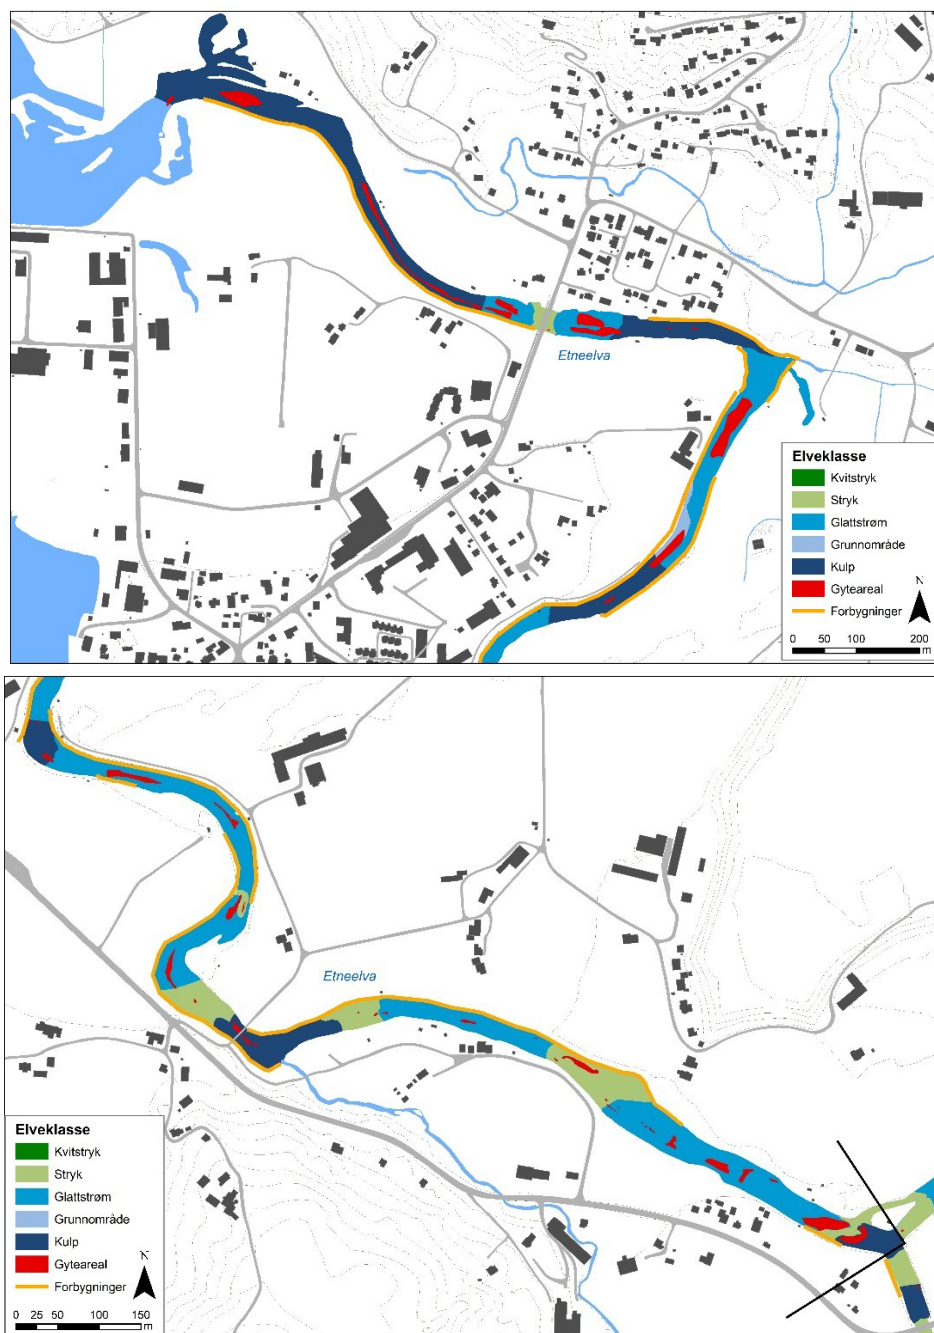 Etneelva
Elveklasse
Kvitstryk
Stryk
Glattstrøm
Grunnområde
Kulp
Gyteareal
Forbygninger
N
0 50 100 200
m
Etneelva
Elveklasse
Kvitstryk
Stryk
Glattstrøm
Grunnområde
Kulp
Gyteareal
Forbygninger
N
0 25 50 100 150
m